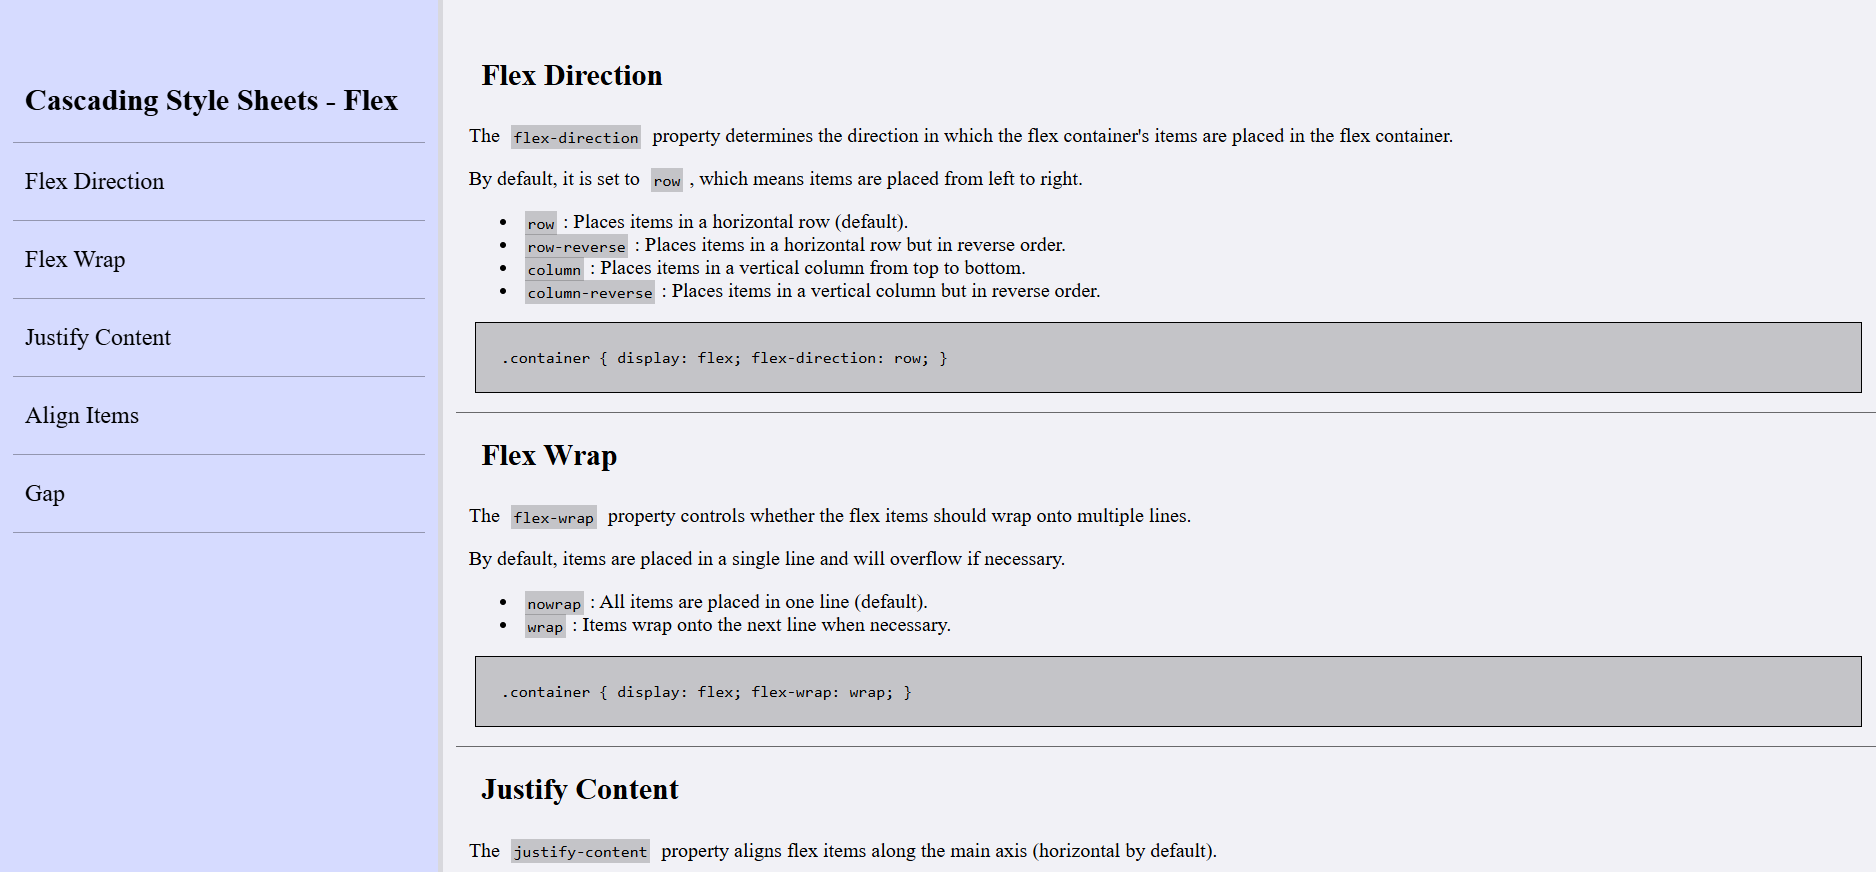 Cascading Style Sheets - Flex
Flex Direction
Flex Wrap
Justify Content
Align Items
Gap
Flex Direction
The flex-direction property determines the direction in which the flex container's items are placed in the flex container.
By default, it is set to row , which means items are placed from left to right.
• row : Places items in a horizontal row (default).
• row-reverse : Places items in a horizontal row but in reverse order.
• column : Places items in a vertical column from top to bottom.
• column-reverse : Places items in a vertical column but in reverse order.
.container { display: flex; flex-direction: row; }
Flex Wrap
The flex-wrap property controls whether the flex items should wrap onto multiple lines.
By default, items are placed in a single line and will overflow if necessary.
• nowrap : All items are placed in one line (default).
• wrap : Items wrap onto the next line when necessary.
.container { display: flex; flex-wrap: wrap; }
Justify Content
The justify-content property aligns flex items along the main axis (horizontal by default).